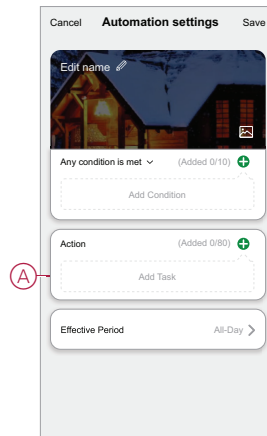 Cancel Automation settings Save
Edit name
Any condition is met (Added 0/10)
Add Condition
Action (Added 0/80)
A
Add Task
Effective Period All-Day